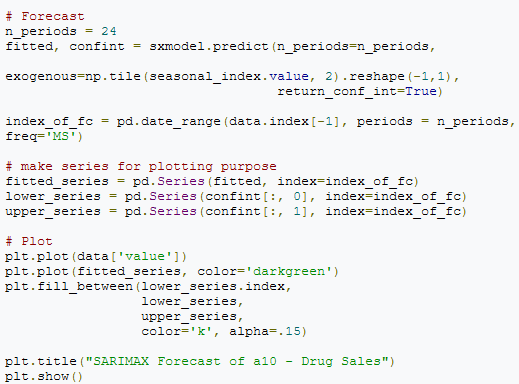 # Forecast
n_periods = 24
fitted, confint = sxmodel.predict(n_periods=n_periods,
exogenous=np.tile(seasonal_index.value, 2).reshape(-1,1),
return_conf_int=True)
index_of_fc = pd.date_range(data.index[-1], periods = n_periods,
freq='MS')
# make series for plotting purpose
fitted_series = pd.Series(fitted, index=index_of_fc)
lower_series = pd.Series(confint[:, 0], index=index_of_fc)
upper_series = pd.Series(confint[:, 1], index=index_of_fc)
# Plot
plt.plot(data['value'])
plt.plot(fitted_series, color='darkgreen')
plt.fill_between(lower_series.index,
lower_series,
upper_series,
color='k', alpha=.15)
plt.title("SARIMAX Forecast of a10 - Drug Sales")
plt.show()